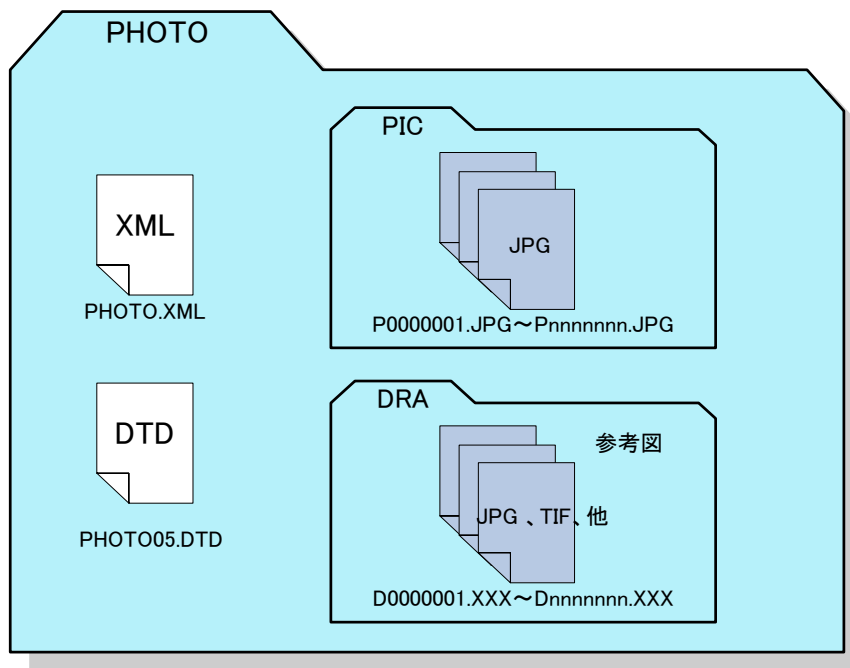 PHOTO
XML
PHOTO.XML
DTD
PHOTO05.DTD
PIC
JPG
P0000001.JPG～Pnnnnnnn.JPG
DRA
参考図
JPG 、TIF、他
D0000001.XXX～Dnnnnnnn.XXX